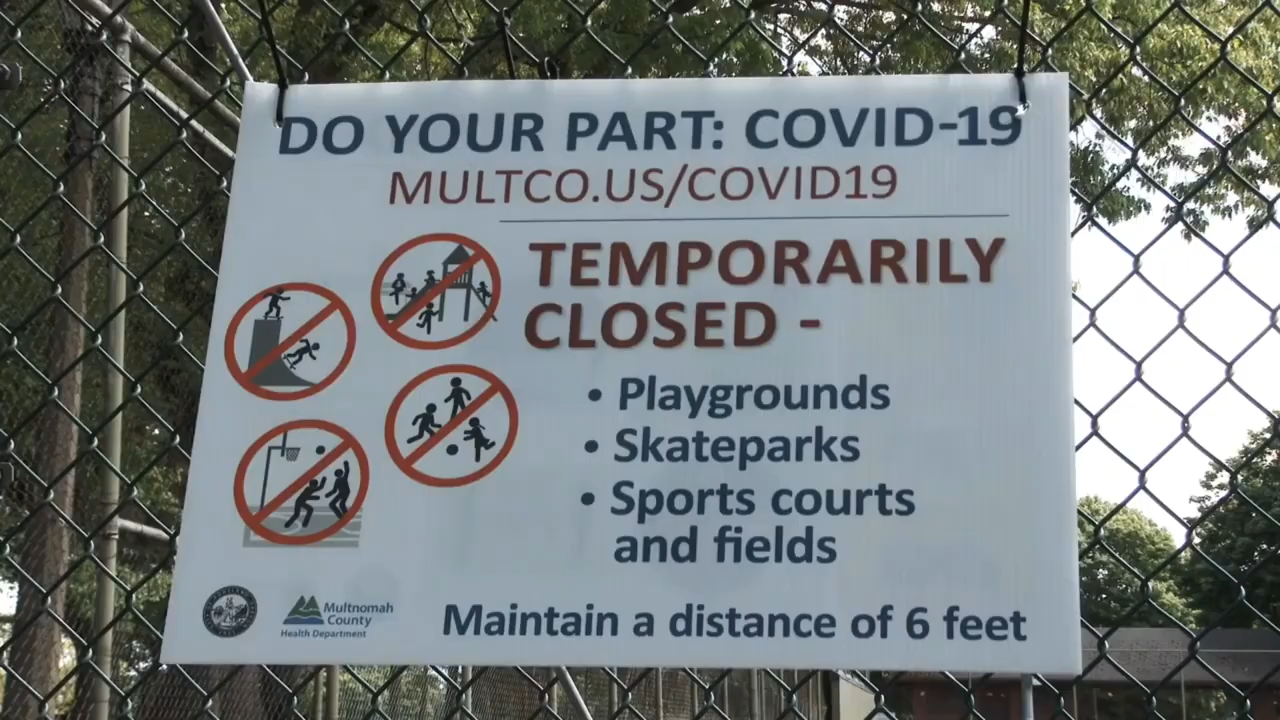 DO YOUR PART: COVID-19
MULTCO.US/COVID19
TEMPORARILY
CLOSED -
• Playgrounds
• Skateparks
• Sports courts
and fields
Multnomah
County
Health Department
Maintain a distance of 6 feet